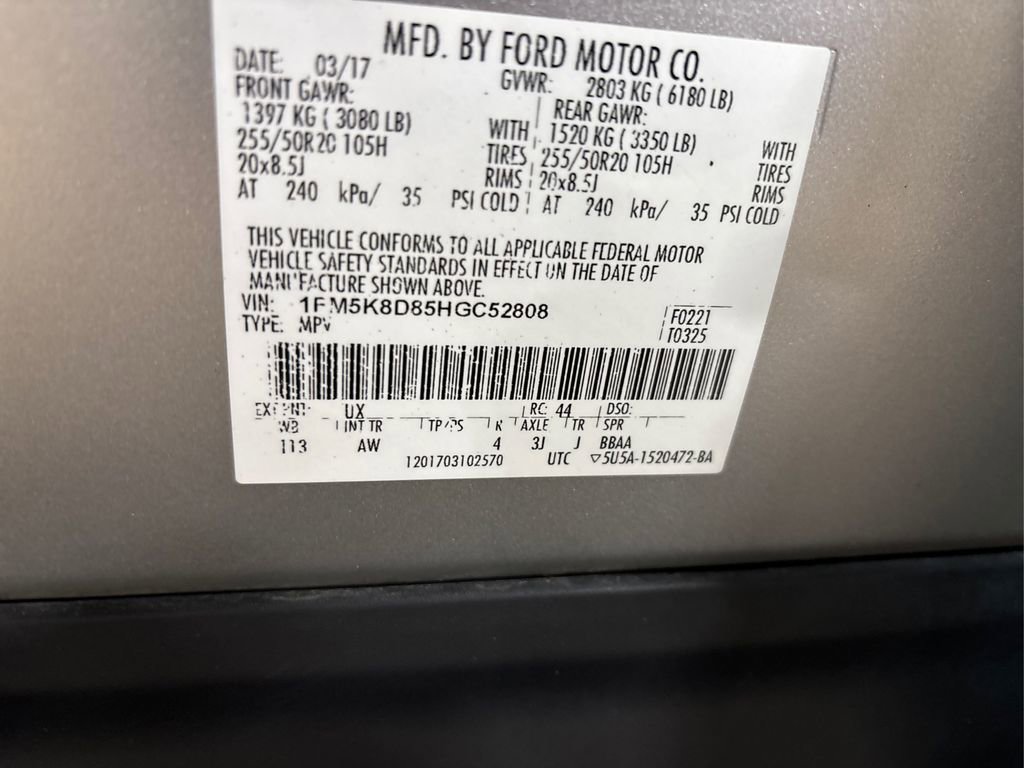 MFD. BY FORD MOTOR CO.
DATE: 03/17 GVWR: 2803 KG ( 6180 LB)
FRONT GAWR: REAR GAWR:
1397 KG ( 3080 LB) WITH 1520 KG ( 3350 LB) WITH
255/50R20 105H TIRES 255/50R20 105H TIRES
20x8.5J RIMS 20x8.5J RIMS
AT 240 kPa/ 35 PSI COLD AT 240 kPa/ 35 PSI COLD
THIS VEHICLE CONFORMS TO ALL APPLICABLE FEDERAL MOTOR
VEHICLE SAFETY STANDARDS IN EFFECT ON THE DATE OF
MANUFACTURE SHOWN ABOVE.
VIN: 1FM5K8D85HGC52808 F0221
TYPE: MPV T0325
EXT PNT: UX RC: 44 DSO:
WB INT TR TP/PS R AXLE TR SPR
113 AW 4 3J J BBAA
1201703102570 UTC ▽5U5A-1520472-BA